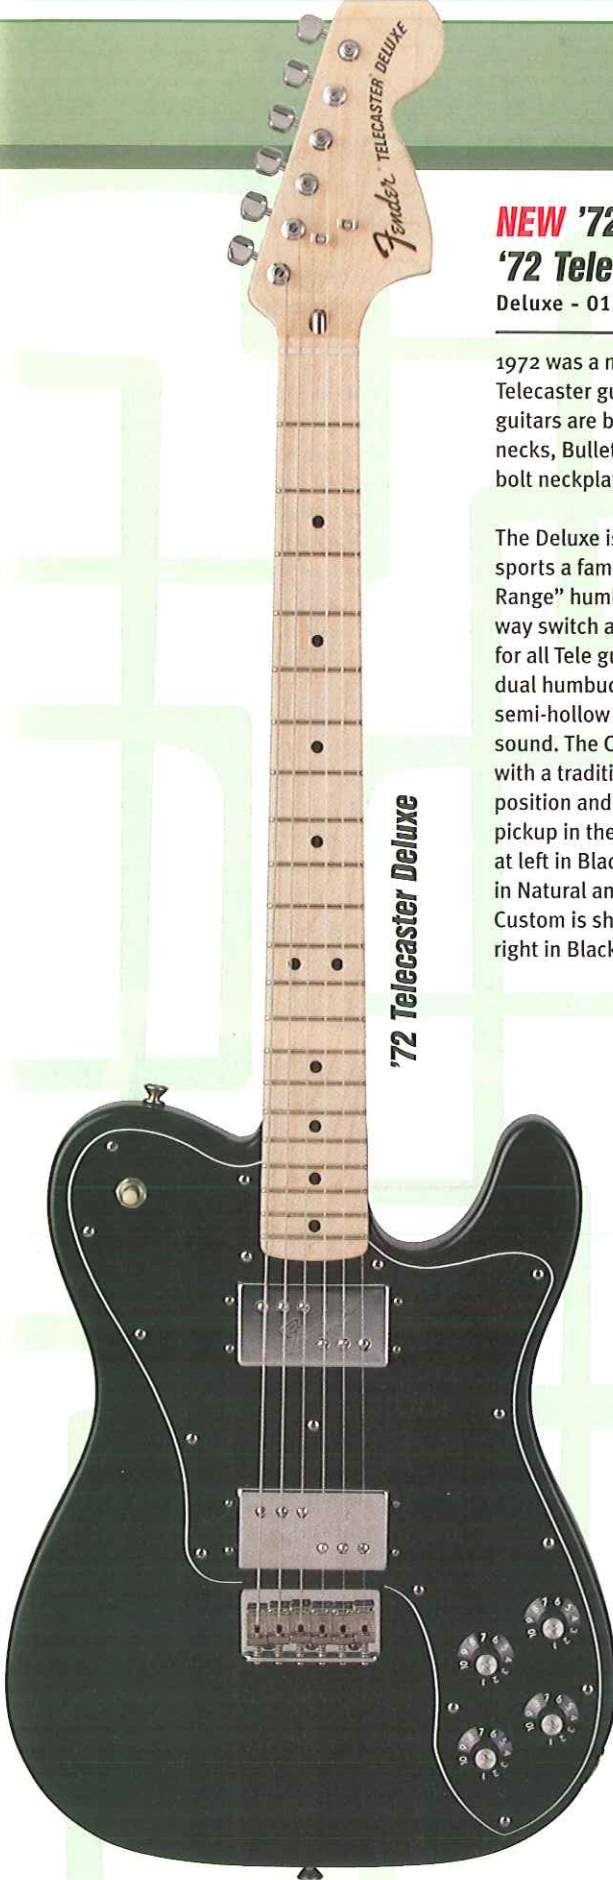 Fender TELECASTER DELUXE
NEW '72
‘72 Tele
Deluxe - 01
1972 was a n
Telecaster gu
guitars are b
necks, Bullet
bolt neckplat
The Deluxe is
sports a fam
Range” humb
way switch a
for all Tele gu
dual humbuc
semi-hollow
sound. The C
with a traditi
position and
pickup in the
at left in Blac
in Natural an
Custom is sh
right in Black
'72 Telecaster Deluxe